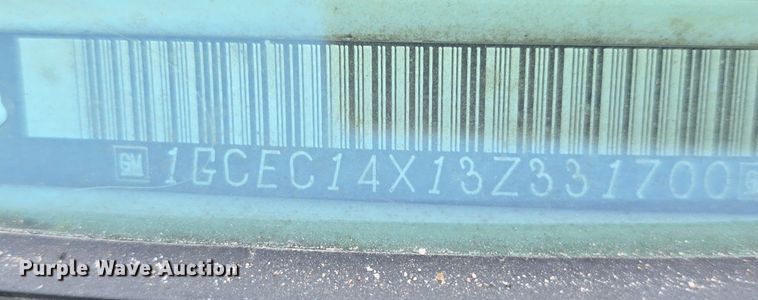 GM 1GCEC14X13Z331700
Purple Wave Auction